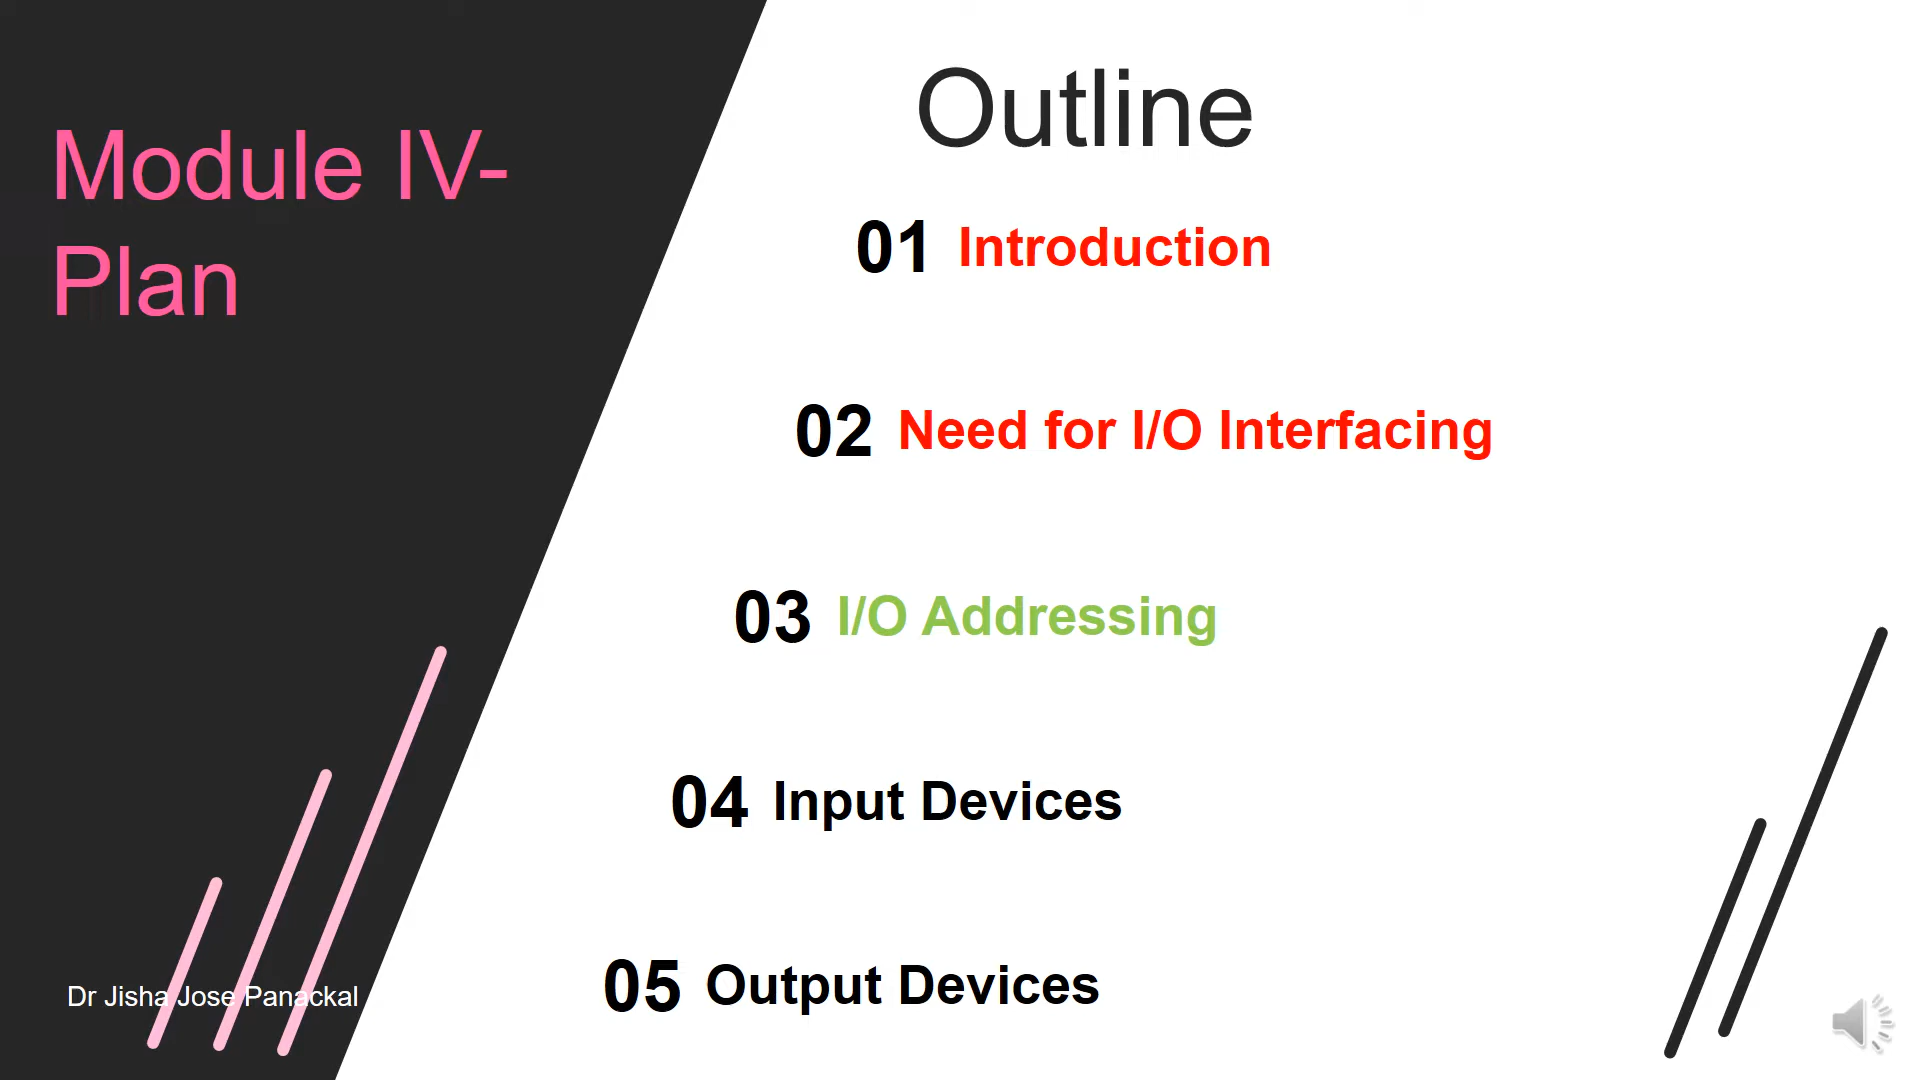 Module IV-
Plan
Outline
01 Introduction
02 Need for I/O Interfacing
03 I/O Addressing
04 Input Devices
05 Output Devices
Dr Jisha Jose Panackal